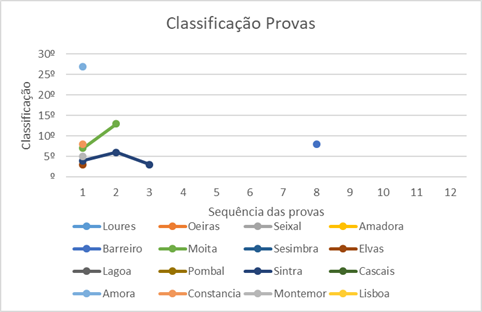 Classificação Provas
30º
25º
20º
15º
10º
5º
º
Classificação
1 2 3 4 5 6 7 8 9 10 11 12
Sequência das provas
Loures Oeiras Seixal Amadora
Barreiro Moita Sesimbra Elvas
Lagoa Pombal Sintra Cascais
Amora Constancia Montemor Lisboa